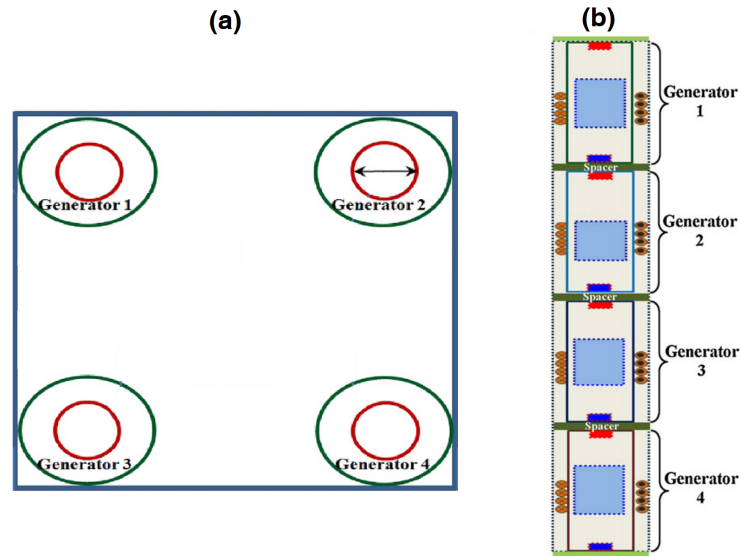 (a)
Generator 1
Generator 2
Generator 3
Generator 4
(b)
Generator
1
Spacer
Generator
2
Spacer
Generator
3
Spacer
Generator
4